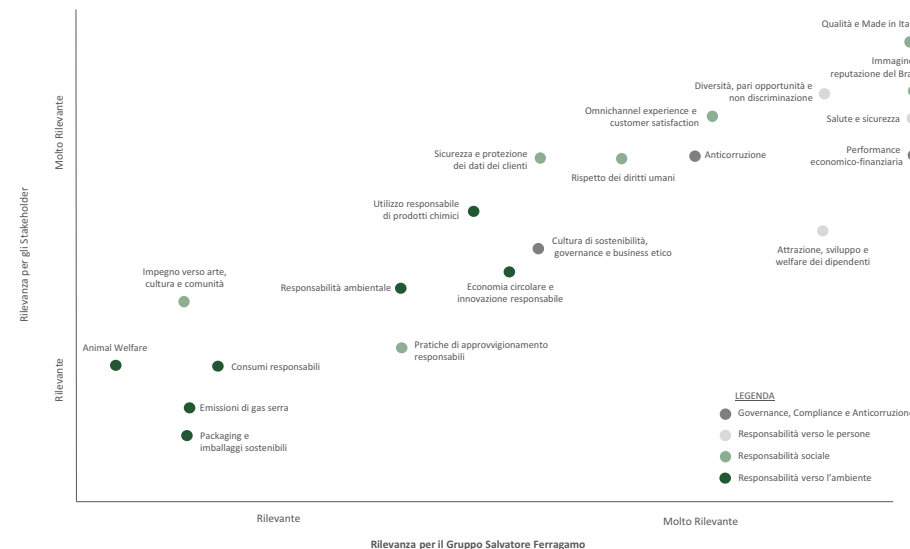 Qualità e Made in Ita
Immagine
reputazione del Bra
Diversità, pari opportunità e
non discriminazione
Omnichannel experience e
customer satisfaction
Salute e sicurezza
Molto Rilevante
Sicurezza e protezione
dei dati dei clienti
Rispetto dei diritti umani
Anticorruzione
Performance
economico-finanziaria
Utilizzo responsabile
di prodotti chimici
Cultura di sostenibilità,
governance e business etico
Attrazione, sviluppo e
welfare dei dipendenti
Rilevanza per gli Stakeholder
Impegno verso arte,
cultura e comunità
Responsabilità ambientale
Economia circolare e
innovazione responsabile
Animal Welfare
Pratiche di approvvigionamento
responsabili
Rilevante
Consumi responsabili
Emissioni di gas serra
Packaging e
imballaggi sostenibili
LEGENDA
Governance, Compliance e Anticorruzione
Responsabilità verso le persone
Responsabilità sociale
Responsabilità verso l'ambiente
Rilevante
Molto Rilevante
Rilevanza per il Gruppo Salvatore Ferragamo